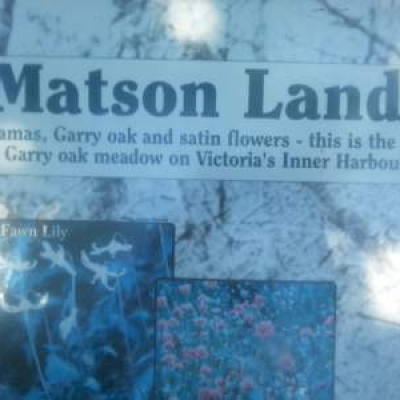 Matson Land
amas, Garry oak and satin flowers - this is the
Garry oak meadow on Victoria's Inner Harbou
Fawn Lily